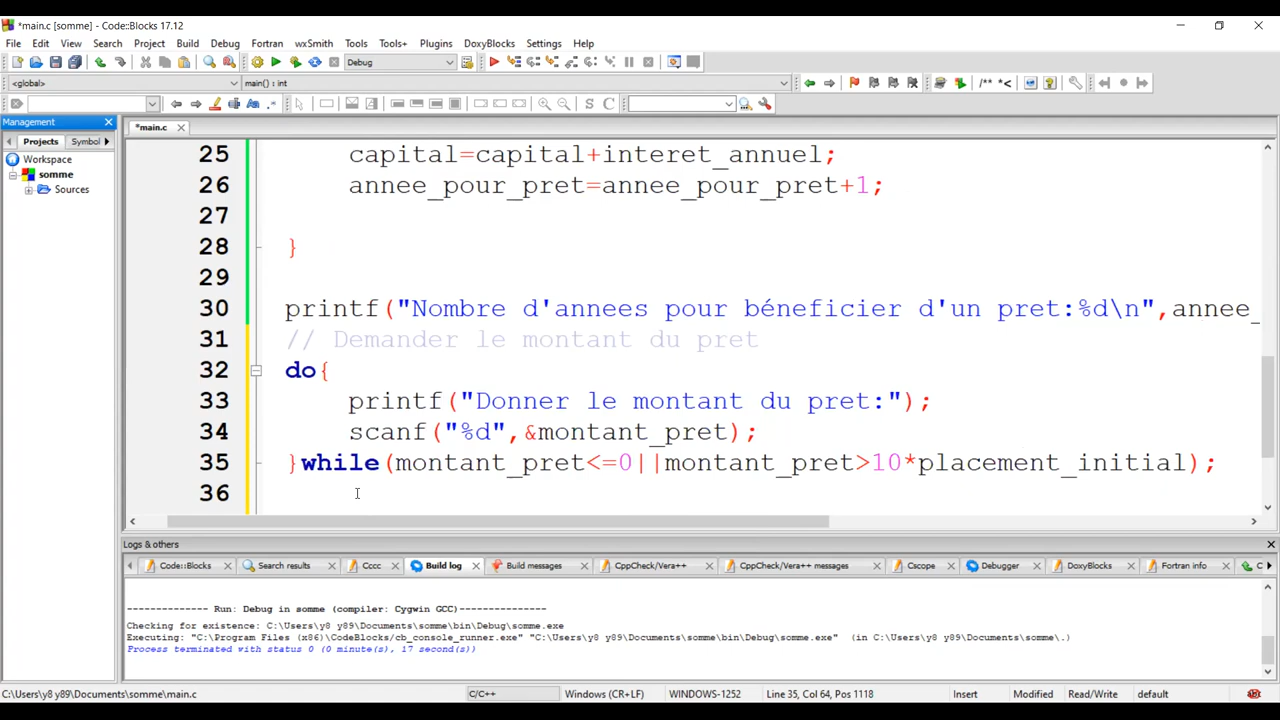 *main.c [somme] - Code::Blocks 17.12
File Edit View Search Project Build Debug Fortran wxSmith Tools Tools+ Plugins DoxyBlocks Settings Help
Debug
<global> main() : int /** *<
S C
Management *main.c
Projects Symbol
Workspace
somme
Sources
25 capital=capital+interet_annuel;
26 annee_pour_pret=annee_pour_pret+1;
27
28 }
29
30 printf("Nombre d'annees pour béneficier d'un pret:%d\n",annee_
31 // Demander le montant du pret
32 do{
33 printf("Donner le montant du pret:");
34 scanf("%d",&montant_pret);
35 }while(montant_pret<=0||montant_pret>10*placement_initial);
36
Logs & others
Code::Blocks Search results Cccc Build log Build messages CppCheck/Vera++ CppCheck/Vera++ messages Cscope Debugger DoxyBlocks Fortran info C
-------------- Run: Debug in somme (compiler: Cygwin GCC)---------------
Checking for existence: C:\Users\y8 y89\Documents\somme\bin\Debug\somme.exe
Executing: "C:\Program Files (x86)\CodeBlocks/cb_console_runner.exe" "C:\Users\y8 y89\Documents\somme\bin\Debug\somme.exe" (in C:\Users\y8 y89\Documents\somme\.)
Process terminated with status 0 (0 minute(s), 17 second(s))
C:\Users\y8 y89\Documents\somme\main.c C/C++ Windows (CR+LF) WINDOWS-1252 Line 35, Col 64, Pos 1118 Insert Modified Read/Write default